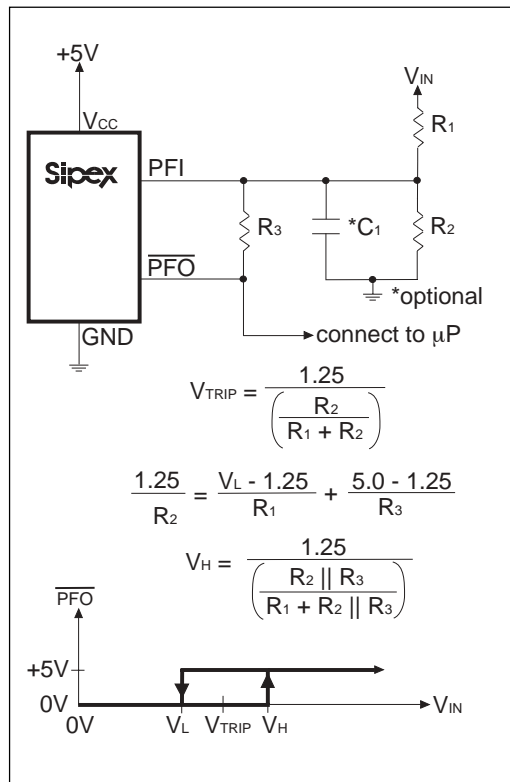 +5V
VCC
VIN
R1
Sipex
PFI
R3
*C1
R2
PFO
*optional
GND
connect to μP
VTRIP = 1.25 / (R2 / (R1 + R2))
1.25 / R2 = (VL - 1.25) / R1 + (5.0 - 1.25) / R3
VH = 1.25 / (R2 || R3 / (R1 + R2 || R3))
PFO
+5V
0V
0V VL VTRIP VH VIN